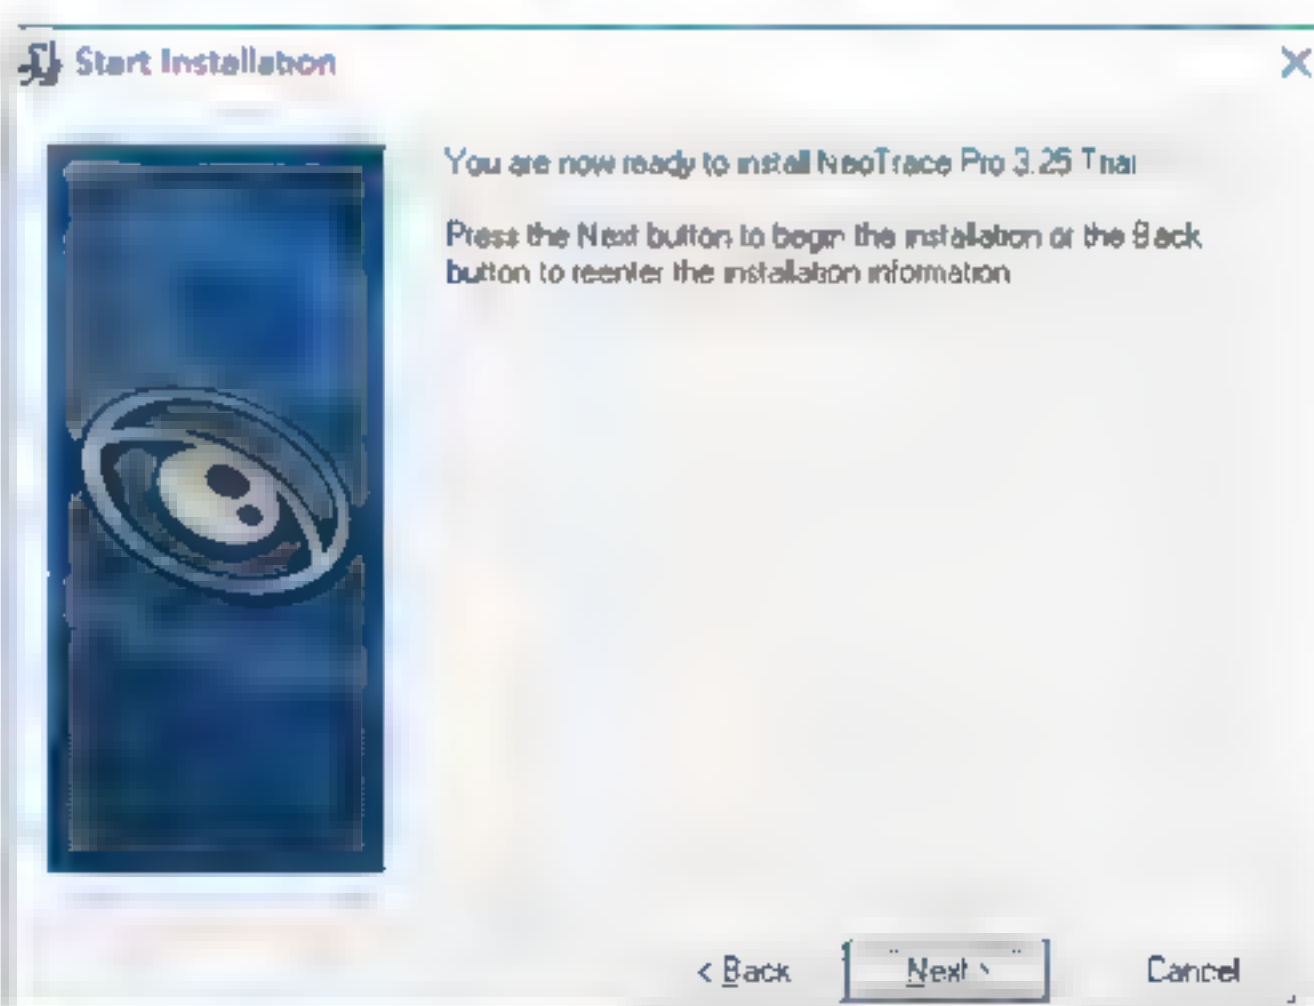 Start Installation
You are now ready to install NeoTrace Pro 3.25 Trial
Press the Next button to begin the installation or the Back
button to reenter the installation information
< Back
Next >
Cancel